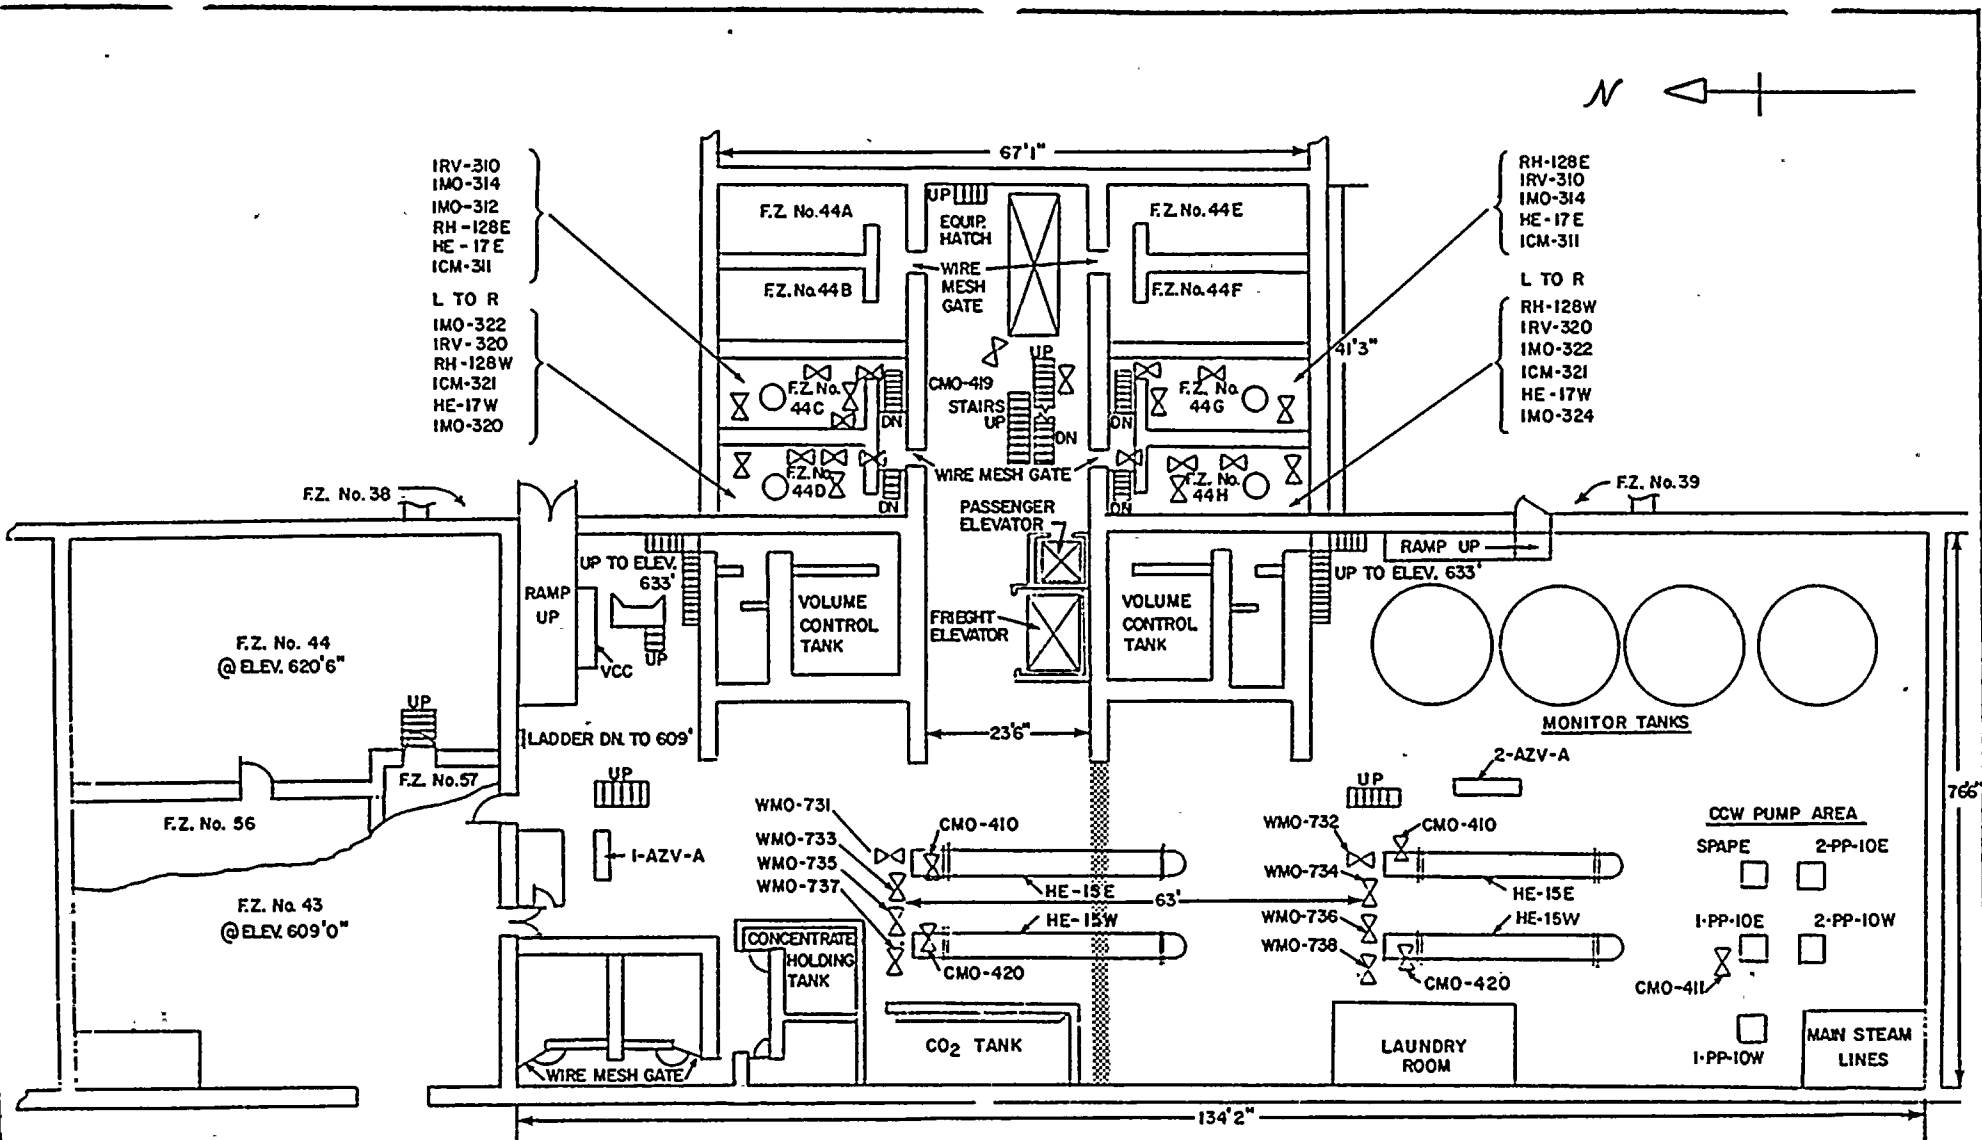 N
67'1"
IRV-310
IMO-314
IMO-312
RH-128E
HE-17E
ICM-311
L TO R
IMO-322
IRV-320
RH-128W
ICM-321
HE-17W
IMO-320
RH-128E
IRV-310
IMO-314
HE-17E
ICM-311
L TO R
RH-128W
IRV-320
IMO-322
ICM-321
HE-17W
IMO-324
F.Z. No. 44A
F.Z. No. 44B
UP
EQUIP.
HATCH
WIRE
MESH
GATE
F.Z. No. 44E
F.Z. No. 44F
41'3"
F.Z. No.
44C
DN
CMO-419
UP
STAIRS
UP
DN
DN
F.Z. No.
44G
F.Z. No.
44D
DN
WIRE MESH GATE
DN
F.Z. No.
44H
F.Z. No. 38
F.Z. No. 39
PASSENGER
ELEVATOR
RAMP UP
UP TO ELEV.
633'
UP TO ELEV. 633'
RAMP
UP
VOLUME
CONTROL
TANK
FRIEGHT
ELEVATOR
VOLUME
CONTROL
TANK
F.Z. No. 44
@ ELEV. 620'6"
VCC
UP
UP
LADDER DN. TO 609'
23'6"
MONITOR TANKS
F.Z. No. 57
F.Z. No. 56
UP
2-AZV-A
UP
76'6"
WMO-731
WMO-733
WMO-735
WMO-737
CMO-410
WMO-732
WMO-734
WMO-736
WMO-738
CMO-410
CCW PUMP AREA
SPAPE
2-PP-10E
1-AZV-A
HE-15E
63'
HE-15E
F.Z. No. 43
@ ELEV. 609'0"
HE-15W
HE-15W
1-PP-10E
2-PP-10W
CONCENTRATE
HOLDING
TANK
CMO-420
CMO-420
CMO-411
CO2 TANK
LAUNDRY
ROOM
1-PP-10W
MAIN STEAM
LINES
WIRE MESH GATE
134'2"